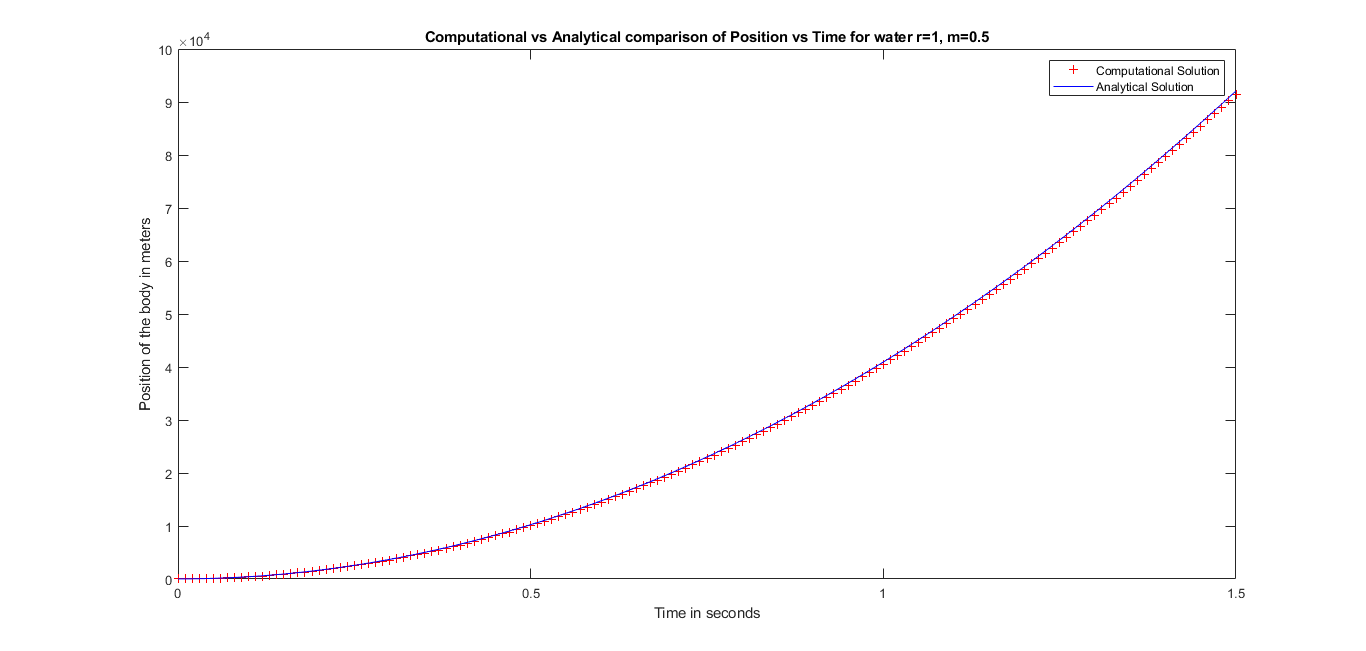 Computational vs Analytical comparison of Position vs Time for water r=1, m=0.5
×10^4
10
9
8
7
6
5
4
3
2
1
0
Position of the body in meters
Computational Solution
Analytical Solution
0 0.5 1 1.5
Time in seconds